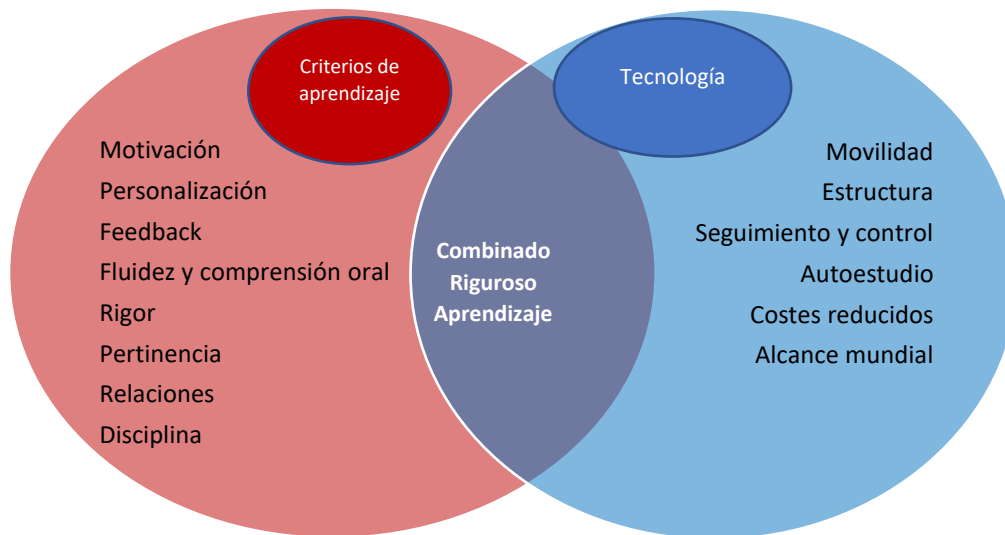 Criterios de
aprendizaje
Tecnología
Motivación
Personalización
Feedback
Fluidez y comprensión oral
Rigor
Pertinencia
Relaciones
Disciplina
Combinado
Riguroso
Aprendizaje
Movilidad
Estructura
Seguimiento y control
Autoestudio
Costes reducidos
Alcance mundial